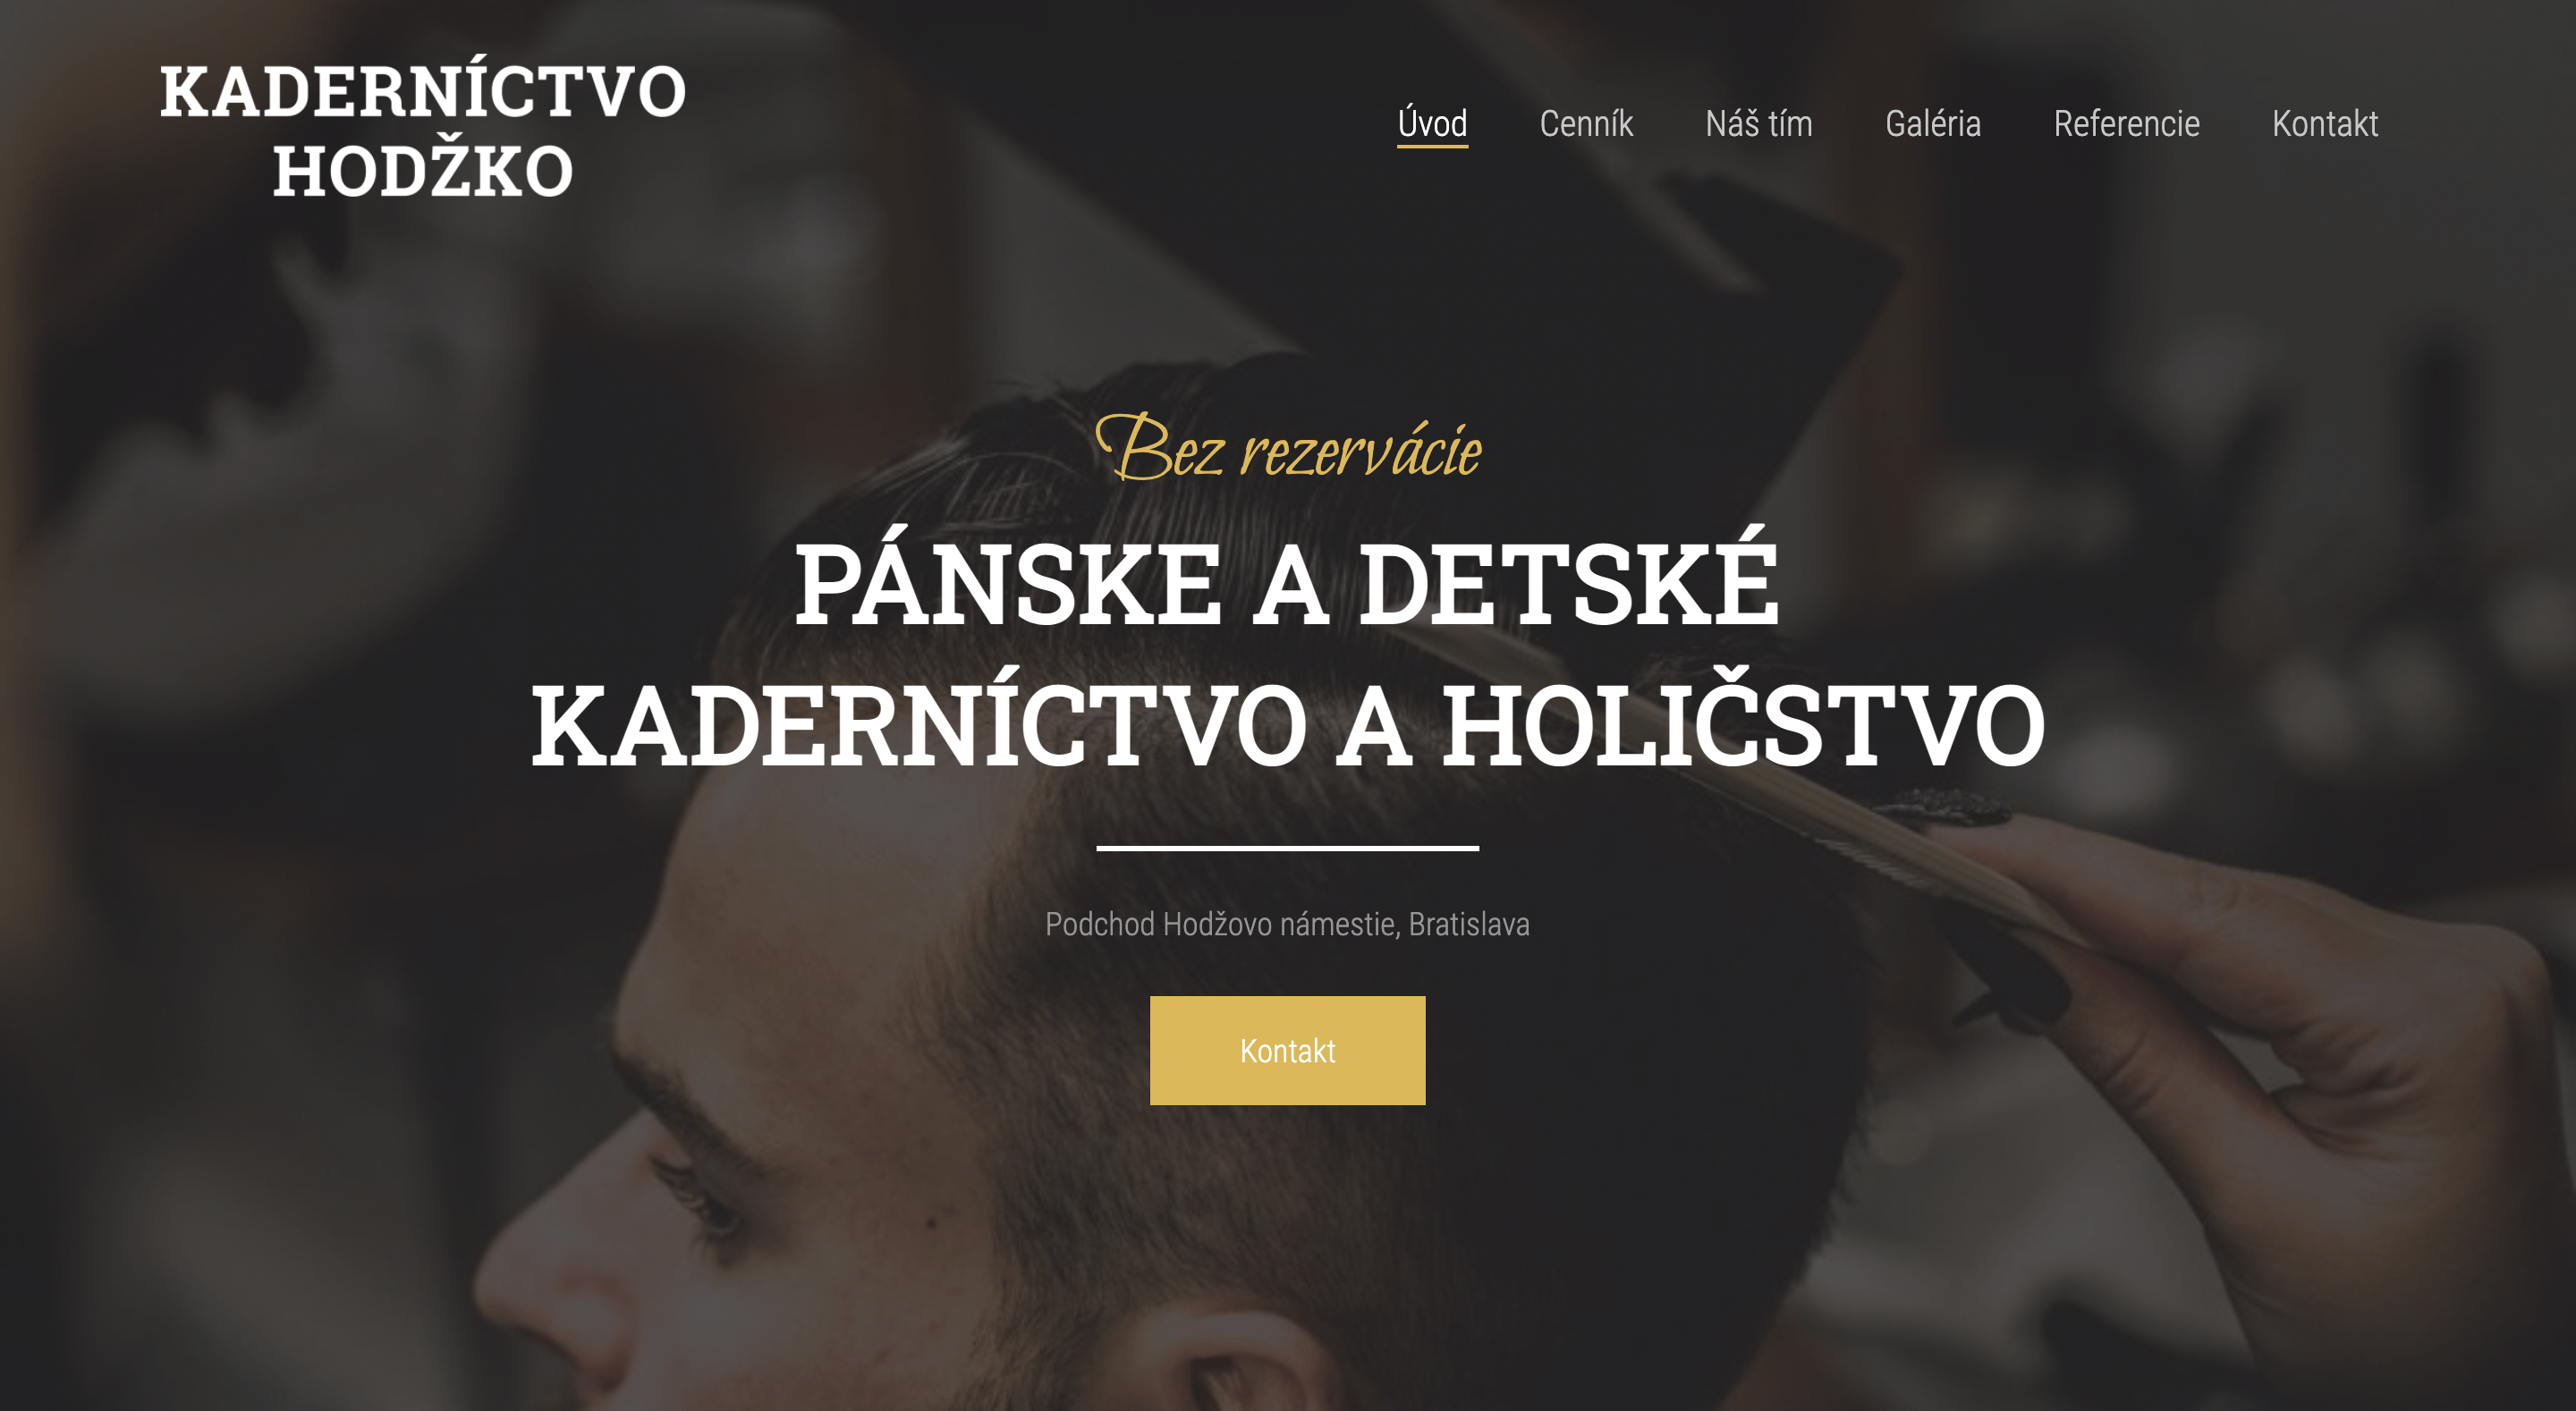 KADERNÍCTVO
HODŽKO
Úvod Cenník Náš tím Galéria Referencie Kontakt
Bez rezervácie
PÁNSKE A DETSKÉ
KADERNÍCTVO A HOLIČSTVO
Podchod Hodžovo námestie, Bratislava
Kontakt